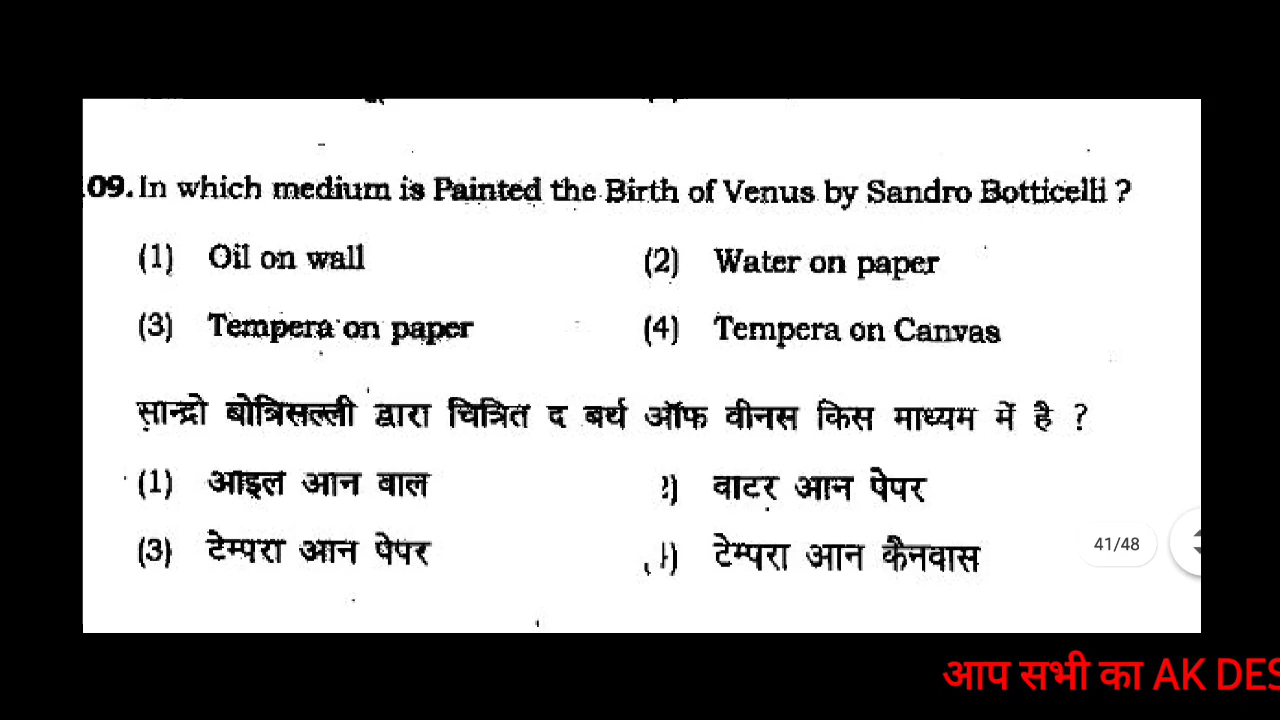 09. In which medium is Painted the Birth of Venus by Sandro Botticelli ?
(1) Oil on wall (2) Water on paper
(3) Tempera on paper (4) Tempera on Canvas
सान्द्रो बोत्रिसल्ली द्वारा चित्रित द बर्थ ऑफ वीनस किस माध्यम में है ?
(1) आइल आन वाल 2) वाटर आन पेपर
(3) टेम्परा आन पेपर ) टेम्परा आन कैनवास
41/48
आप सभी का AK DES